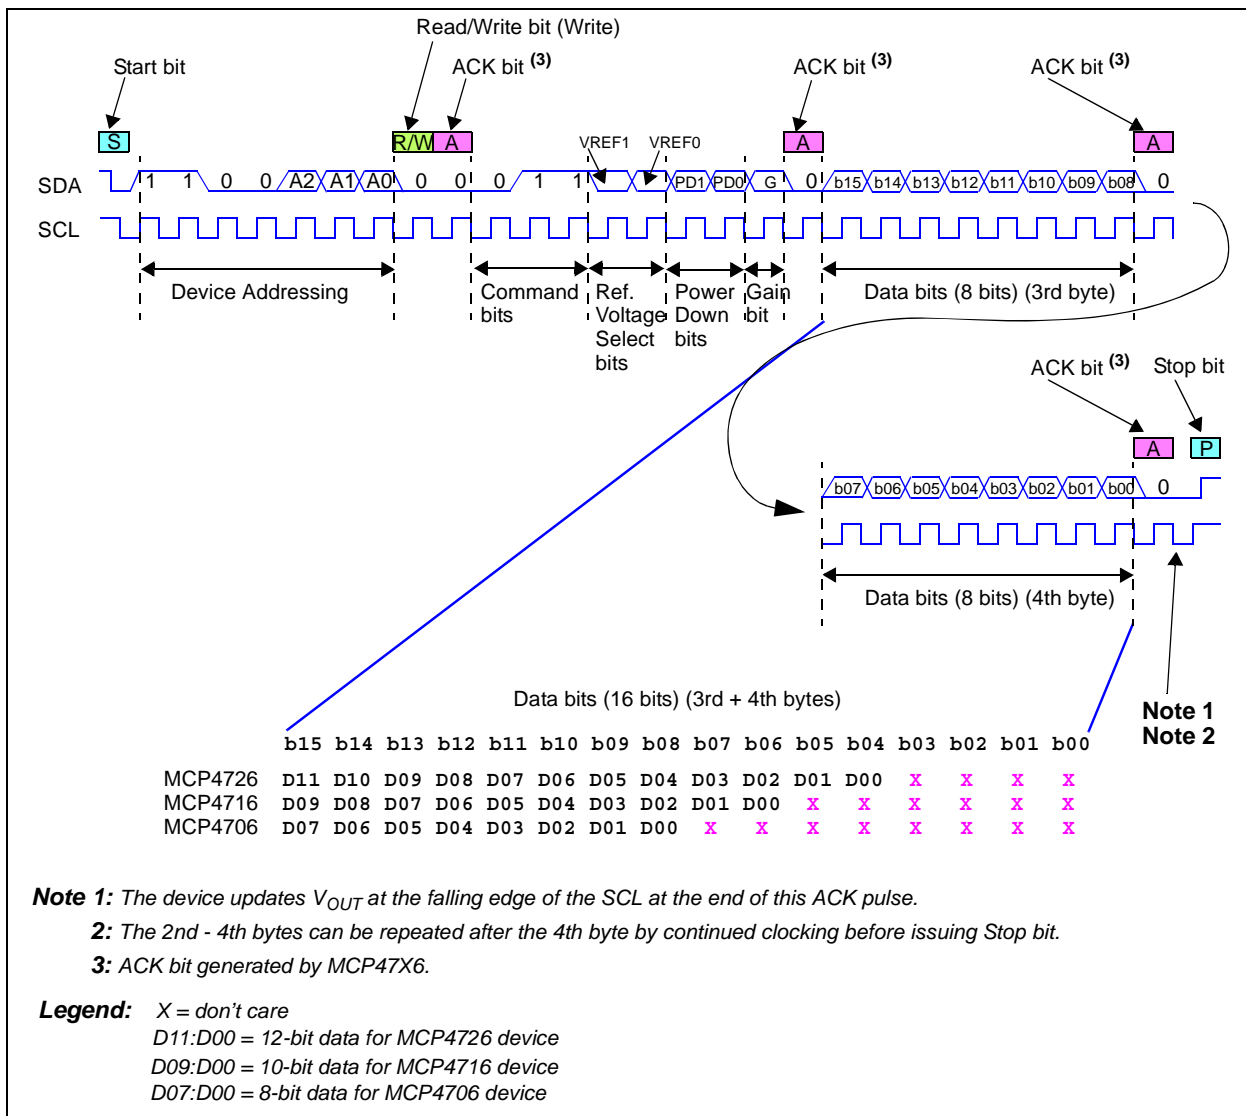 Read/Write bit (Write)
Start bit
ACK bit (3)
ACK bit (3)
ACK bit (3)
S
R/W A
A
A
VREF1 VREF0
SDA 1 1 0 0 A2 A1 A0 0 0 0 1 1 PD1 PD0 G 0 b15 b14 b13 b12 b11 b10 b09 b08 0
SCL
Device Addressing
Command bits
Ref. Voltage Select bits
Power Down bits
Gain bit
Data bits (8 bits) (3rd byte)
ACK bit (3) Stop bit
A P
b07 b06 b05 b04 b03 b02 b01 b00 0
Data bits (8 bits) (4th byte)
Note 1
Note 2
Data bits (16 bits) (3rd + 4th bytes)
b15 b14 b13 b12 b11 b10 b09 b08 b07 b06 b05 b04 b03 b02 b01 b00
MCP4726 D11 D10 D09 D08 D07 D06 D05 D04 D03 D02 D01 D00 X X X X
MCP4716 D09 D08 D07 D06 D05 D04 D03 D02 D01 D00 X X X X X X
MCP4706 D07 D06 D05 D04 D03 D02 D01 D00 X X X X X X X X
Note 1: The device updates VOUT at the falling edge of the SCL at the end of this ACK pulse.
2: The 2nd - 4th bytes can be repeated after the 4th byte by continued clocking before issuing Stop bit.
3: ACK bit generated by MCP47X6.
Legend: X = don't care
D11:D00 = 12-bit data for MCP4726 device
D09:D00 = 10-bit data for MCP4716 device
D07:D00 = 8-bit data for MCP4706 device